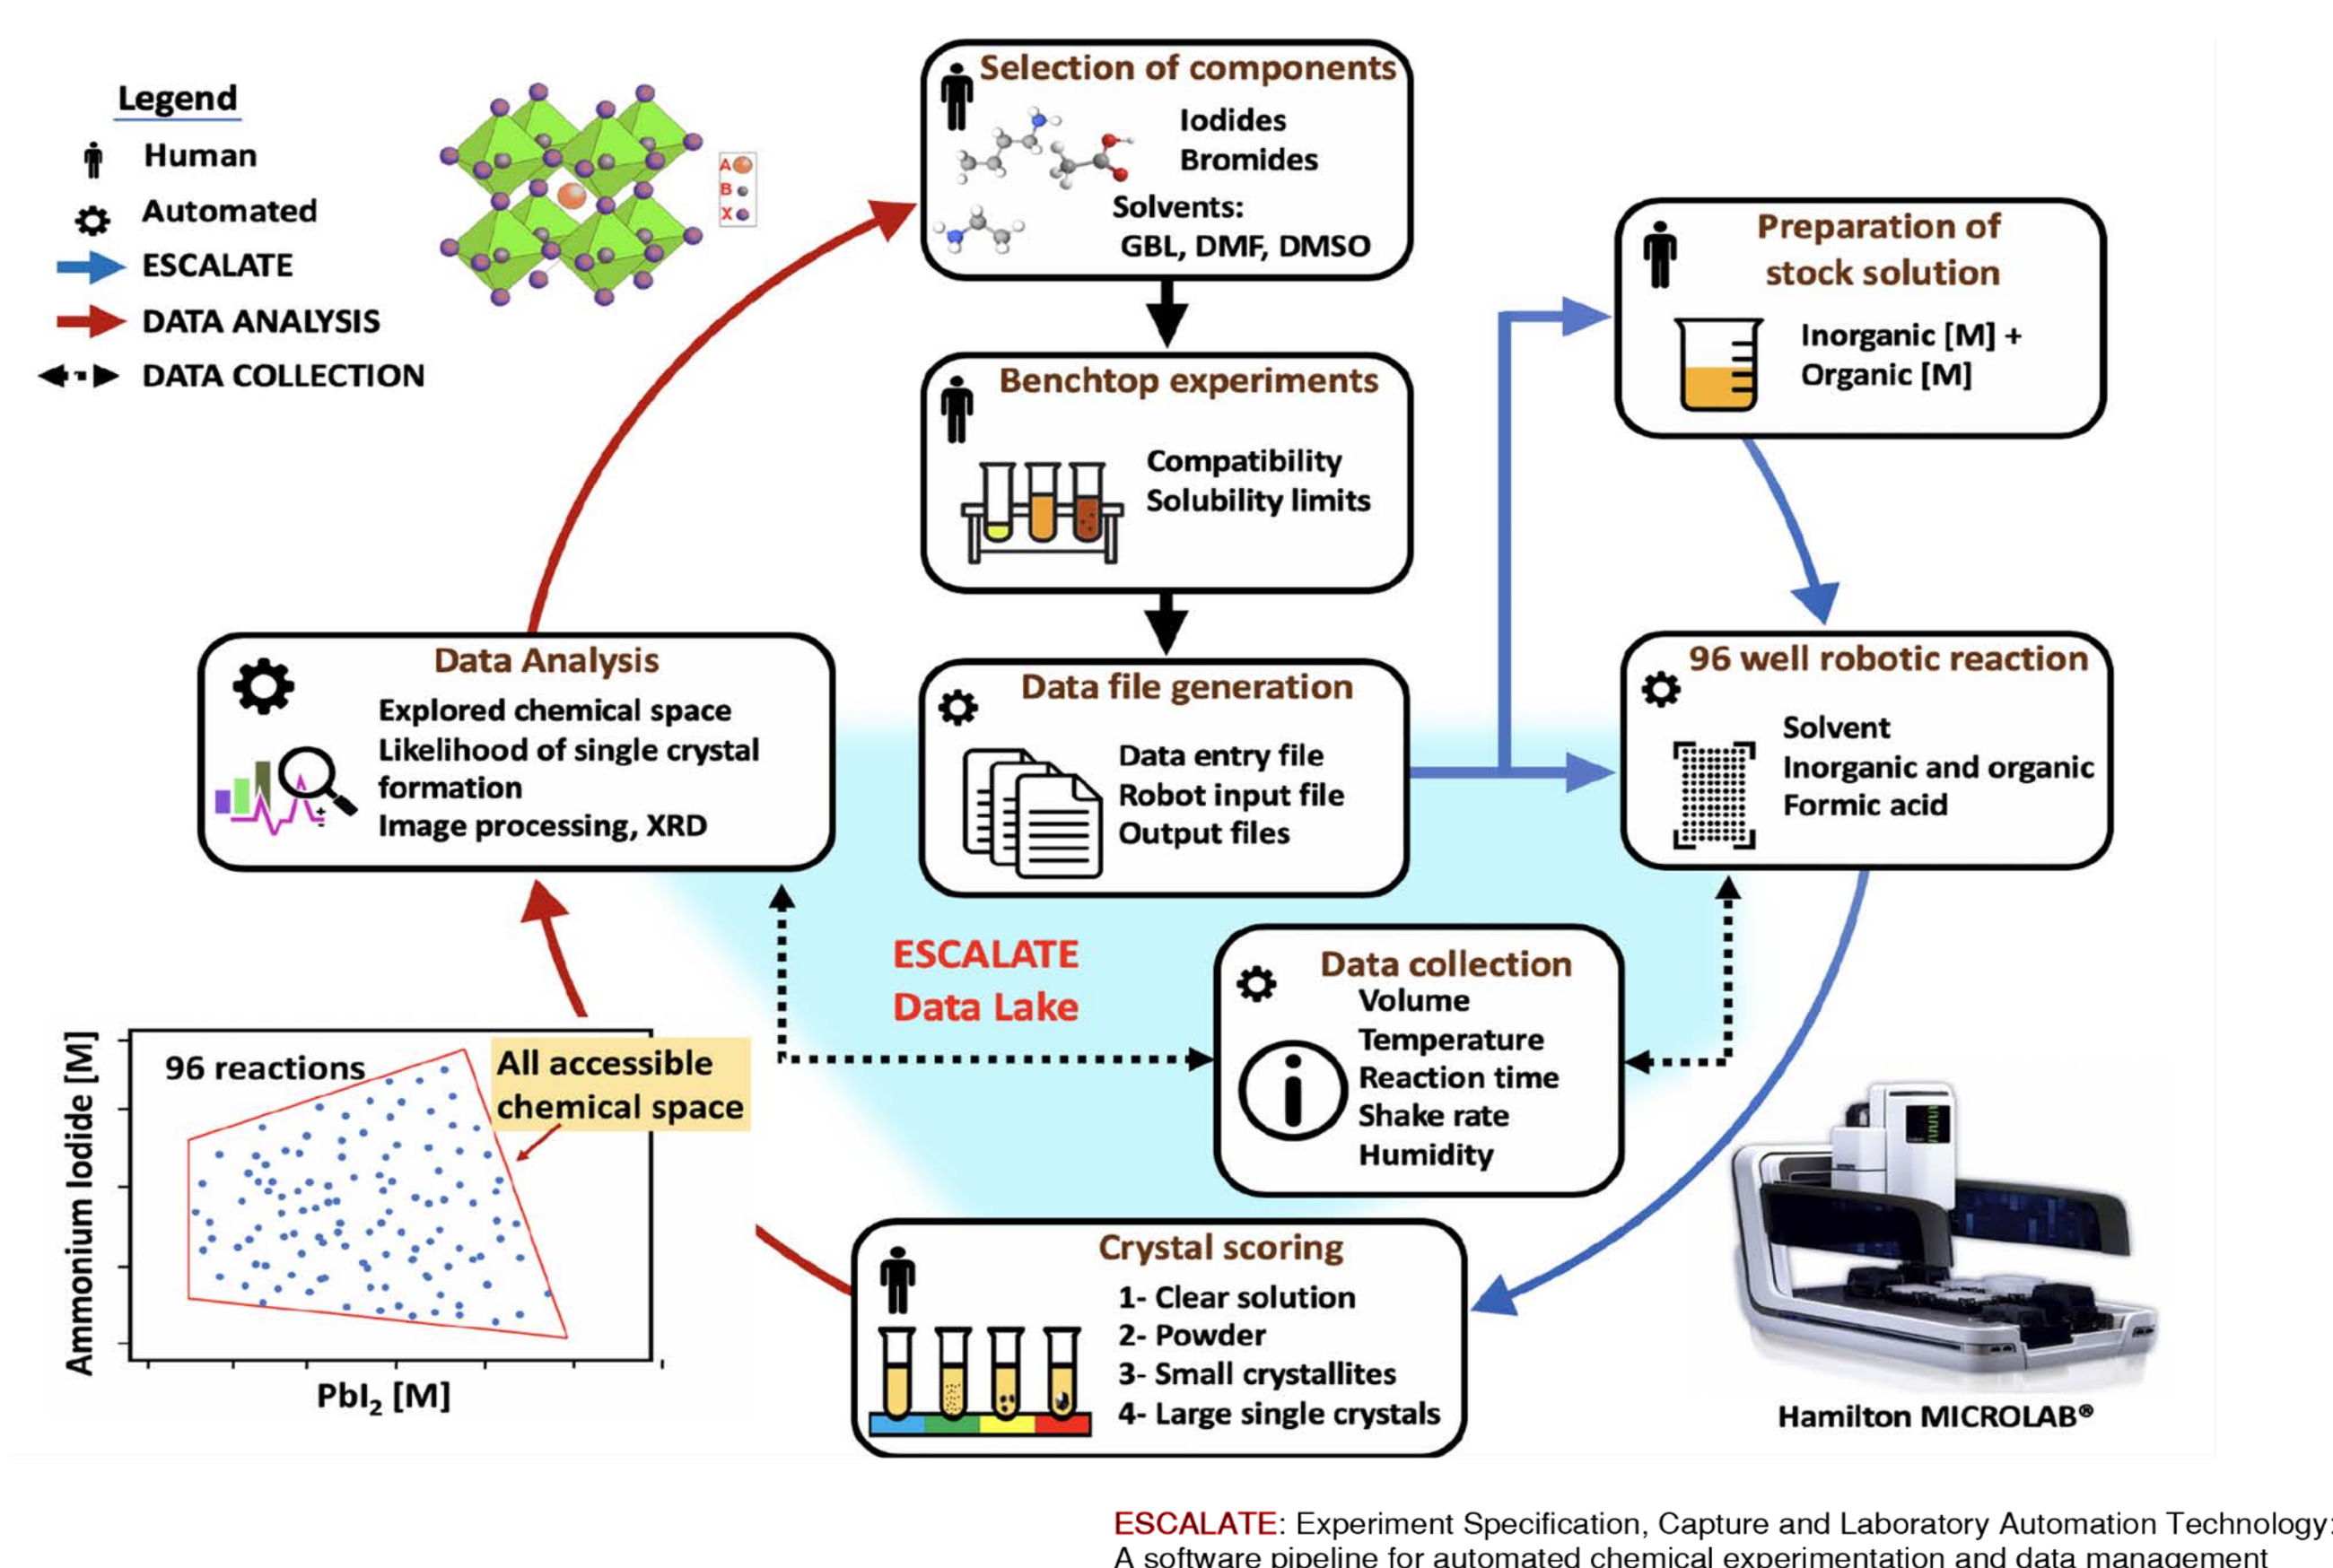 Legend
Human
Automated
ESCALATE
DATA ANALYSIS
DATA COLLECTION
A
B
X
Selection of components
Iodides
Bromides
Solvents:
GBL, DMF, DMSO
Benchtop experiments
Compatibility
Solubility limits
Preparation of
stock solution
Inorganic [M] +
Organic [M]
Data Analysis
Explored chemical space
Likelihood of single crystal
formation
Image processing, XRD
Data file generation
Data entry file
Robot input file
Output files
96 well robotic reaction
Solvent
Inorganic and organic
Formic acid
ESCALATE
Data Lake
Data collection
Volume
Temperature
Reaction time
Shake rate
Humidity
Ammonium Iodide [M]
96 reactions
All accessible
chemical space
PbI₂ [M]
Crystal scoring
1- Clear solution
2- Powder
3- Small crystallites
4- Large single crystals
Hamilton MICROLAB®
ESCALATE: Experiment Specification, Capture and Laboratory Automation Technology:
A software pipeline for automated chemical experimentation and data management